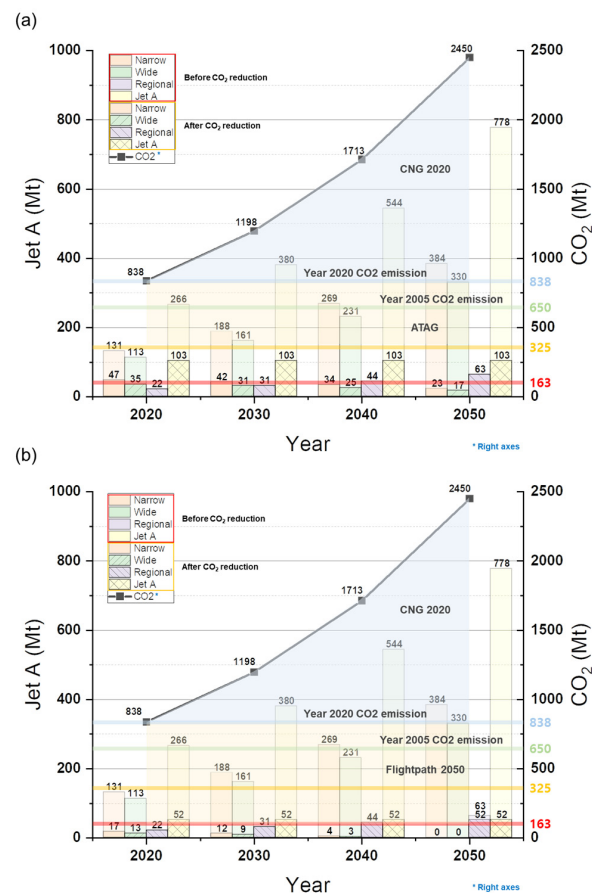 (a)
1000
800
600
400
200
0
Jet A (Mt)
Narrow
Wide
Regional
Jet A
Before CO₂ reduction
Narrow
Wide
Regional
Jet A
After CO₂ reduction
CO2 *
2450
1713
1198
838
CNG 2020
Year 2020 CO2 emission
Year 2005 CO2 emission
ATAG
131 113 266
47 35 22 103
188 161 380
42 31 31 103
269 231 544
34 25 44 103
384 330 778
23 17 63 103
2500
2000
1500
1000
838
650
500
325
163
0
CO₂ (Mt)
2020 2030 2040 2050
Year
* Right axes
(b)
1000
800
600
400
200
0
Jet A (Mt)
Narrow
Wide
Regional
Jet A
Before CO₂ reduction
Narrow
Wide
Regional
Jet A
After CO₂ reduction
CO2 *
2450
1713
1198
838
CNG 2020
Year 2020 CO2 emission
Year 2005 CO2 emission
Flightpath 2050
131 113 266
17 13 22 52
188 161 380
12 9 31 52
269 231 544
4 3 44 52
384 330 63 778
0 0 52 52
2500
2000
1500
1000
838
650
500
325
163
0
CO₂ (Mt)
2020 2030 2040 2050
Year
* Right axes